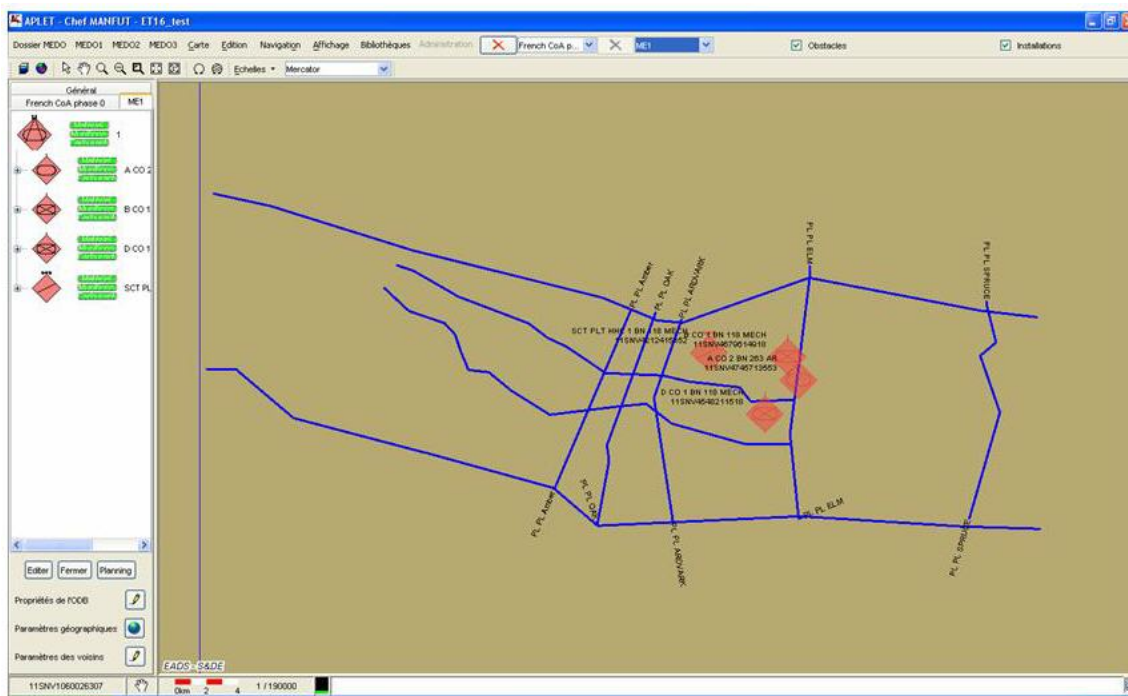 APLET - Chef MANFUT - ET16_test
Dossier MEDO MEDO1 MEDO2 MEDO3 Carte Edition Navigation Affichage Bibliothèques Administration French CoA p... ME1 Obstacles Installations
Echelles Mercator
Général
French CoA phase 0 ME1
1
A CO 2
B CO 1
D CO 1
SCT PL
Editer Fermer Planning
Propriétés de l'ODB
Paramètres géographiques
Paramètres des voisins
PL PL Amber
PL PL OAK
PL PL ARDVARK
PL PL ELM
PL PL SPRUCE
SCT PLT HHC 1 BN 118 MECH
CO 1 BN 118 MECH
11SNV4679614918
A CO 2 BN 263 AR
11SNV4746713553
D CO 1 BN 118 MECH
11SNV4648211518
PL PL Amber
PL PL OAK
PL PL ARDVARK
PL PL ELM
PL PL SPRUCE
EADS - S&DE
11SNV1060026307 0km 2 4 1 / 190000